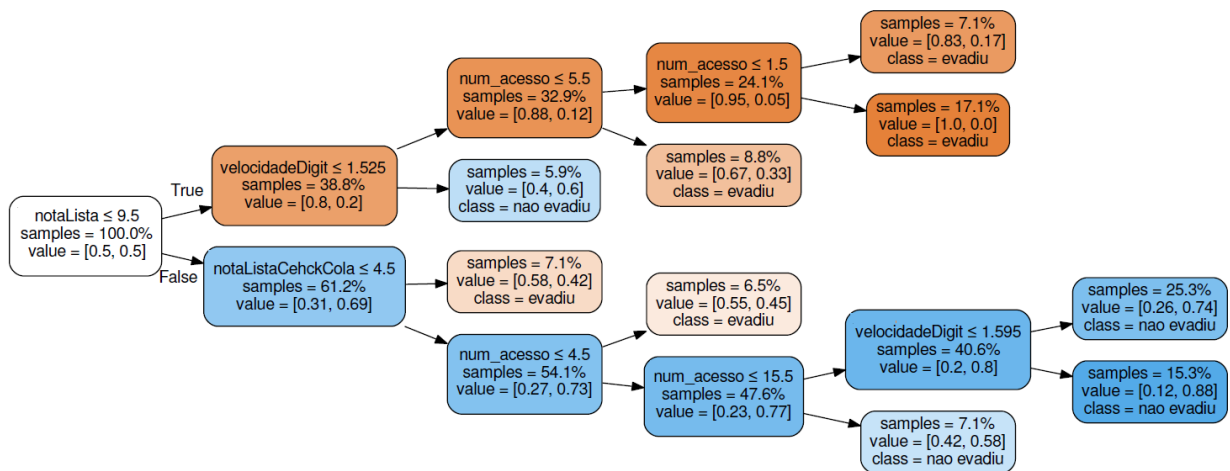 notaLista ≤ 9.5
samples = 100.0%
value = [0.5, 0.5]
True
False
velocidadeDigit ≤ 1.525
samples = 38.8%
value = [0.8, 0.2]
notaListaCehckCola ≤ 4.5
samples = 61.2%
value = [0.31, 0.69]
num_acesso ≤ 5.5
samples = 32.9%
value = [0.88, 0.12]
samples = 5.9%
value = [0.4, 0.6]
class = nao evadiu
samples = 7.1%
value = [0.58, 0.42]
class = evadiu
num_acesso ≤ 4.5
samples = 54.1%
value = [0.27, 0.73]
num_acesso ≤ 1.5
samples = 24.1%
value = [0.95, 0.05]
samples = 8.8%
value = [0.67, 0.33]
class = evadiu
samples = 6.5%
value = [0.55, 0.45]
class = evadiu
num_acesso ≤ 15.5
samples = 47.6%
value = [0.23, 0.77]
samples = 7.1%
value = [0.83, 0.17]
class = evadiu
samples = 17.1%
value = [1.0, 0.0]
class = evadiu
velocidadeDigit ≤ 1.595
samples = 40.6%
value = [0.2, 0.8]
samples = 7.1%
value = [0.42, 0.58]
class = nao evadiu
samples = 25.3%
value = [0.26, 0.74]
class = nao evadiu
samples = 15.3%
value = [0.12, 0.88]
class = nao evadiu